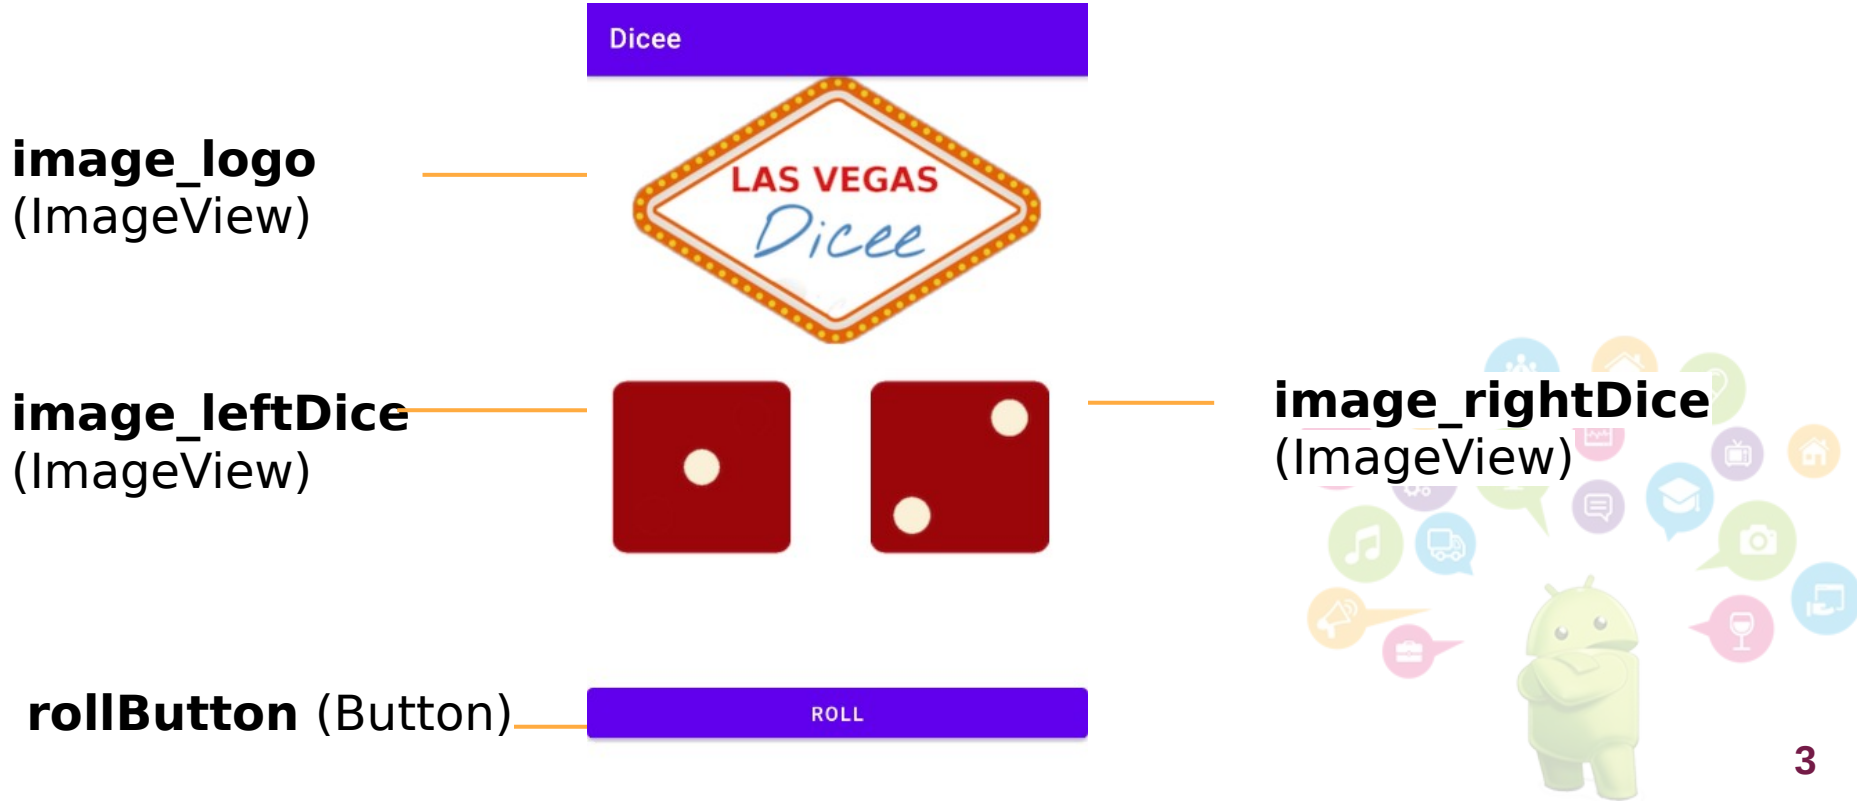 Dicee
image_logo
(ImageView)
LAS VEGAS
Dicee
image_leftDice
(ImageView)
image_rightDice
(ImageView)
rollButton (Button)
ROLL
3